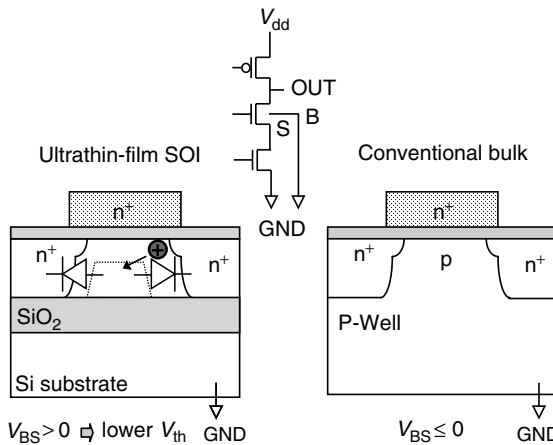 V_dd
OUT
S B
GND
Ultrathin-film SOI
Conventional bulk
n⁺
n⁺
n⁺ + n⁺
n⁺ p n⁺
SiO₂
P-Well
Si substrate
V_BS > 0 ⇨ lower V_th
GND
V_BS ≤ 0
GND